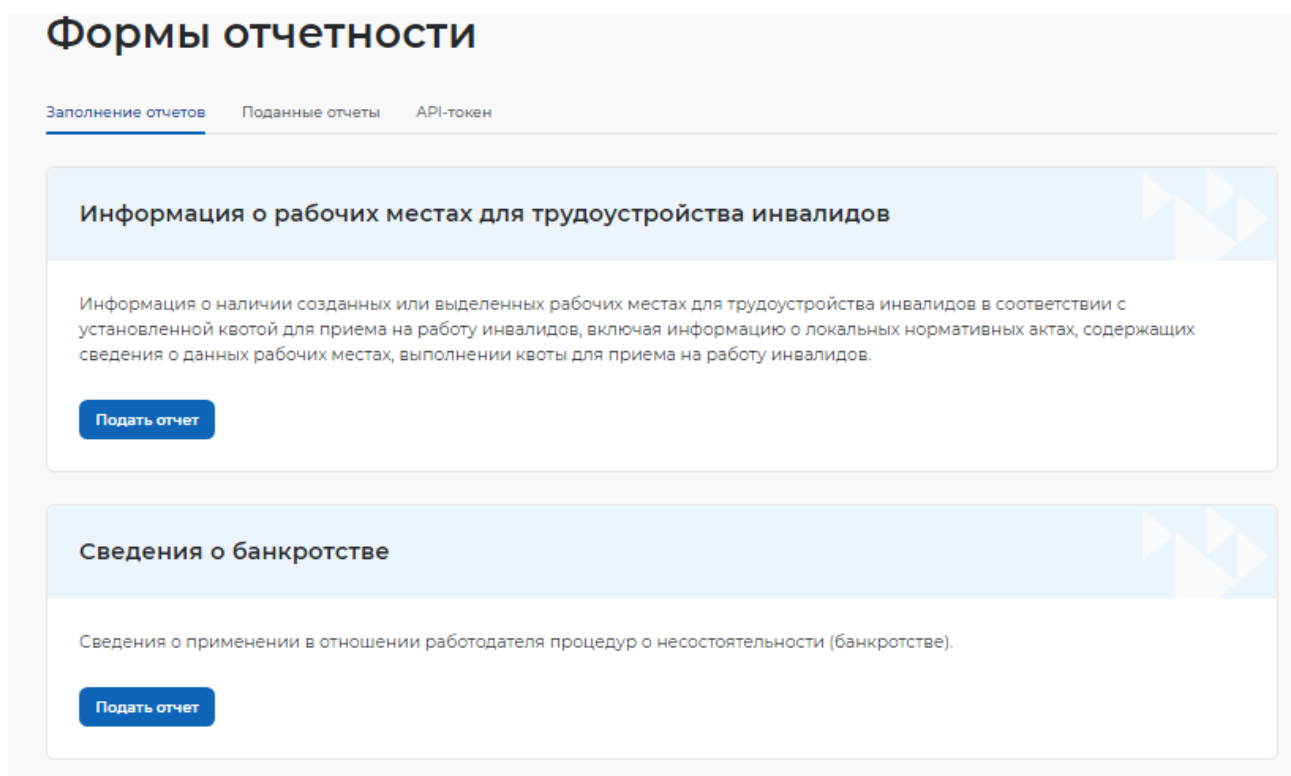 Формы отчетности
Заполнение отчетов Поданные отчеты API-токен
Информация о рабочих местах для трудоустройства инвалидов
Информация о наличии созданных или выделенных рабочих местах для трудоустройства инвалидов в соответствии с
установленной квотой для приема на работу инвалидов, включая информацию о локальных нормативных актах, содержащих
сведения о данных рабочих местах, выполнении квоты для приема на работу инвалидов.
Подать отчет
Сведения о банкротстве
Сведения о применении в отношении работодателя процедур о несостоятельности (банкротстве).
Подать отчет